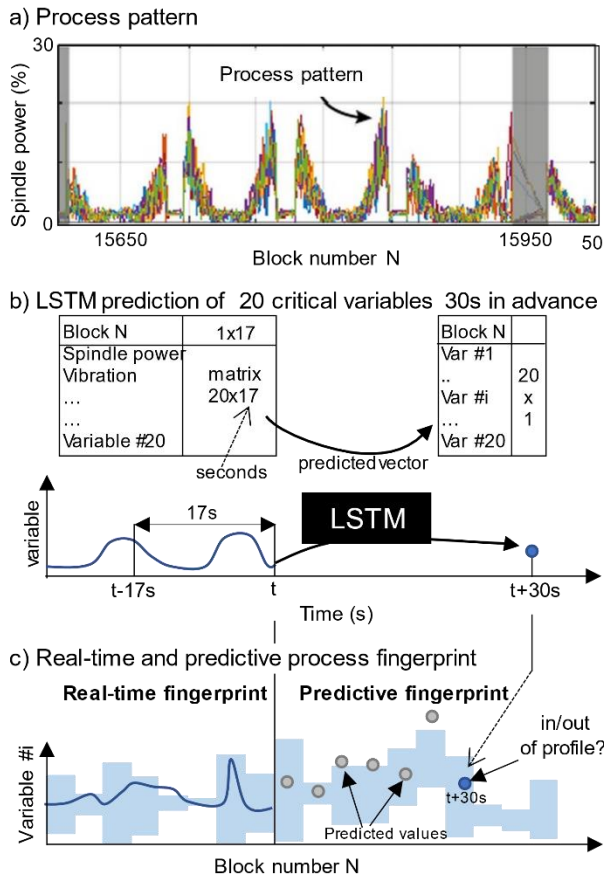 a) Process pattern
30
Process pattern
Spindle power (%)
0
15650
15950
50
Block number N
b) LSTM prediction of 20 critical variables 30s in advance
Block N 1x17
Spindle power
Vibration matrix
... 20x17
...
Variable #20
seconds
predicted vector
Block N
Var #1
.. 20
Var #i x
... 1
Var #20
variable
17s
LSTM
t-17s
t
t+30s
Time (s)
c) Real-time and predictive process fingerprint
Real-time fingerprint
Predictive fingerprint
in/out
of profile?
Variable #i
t+30s
Predicted values
Block number N